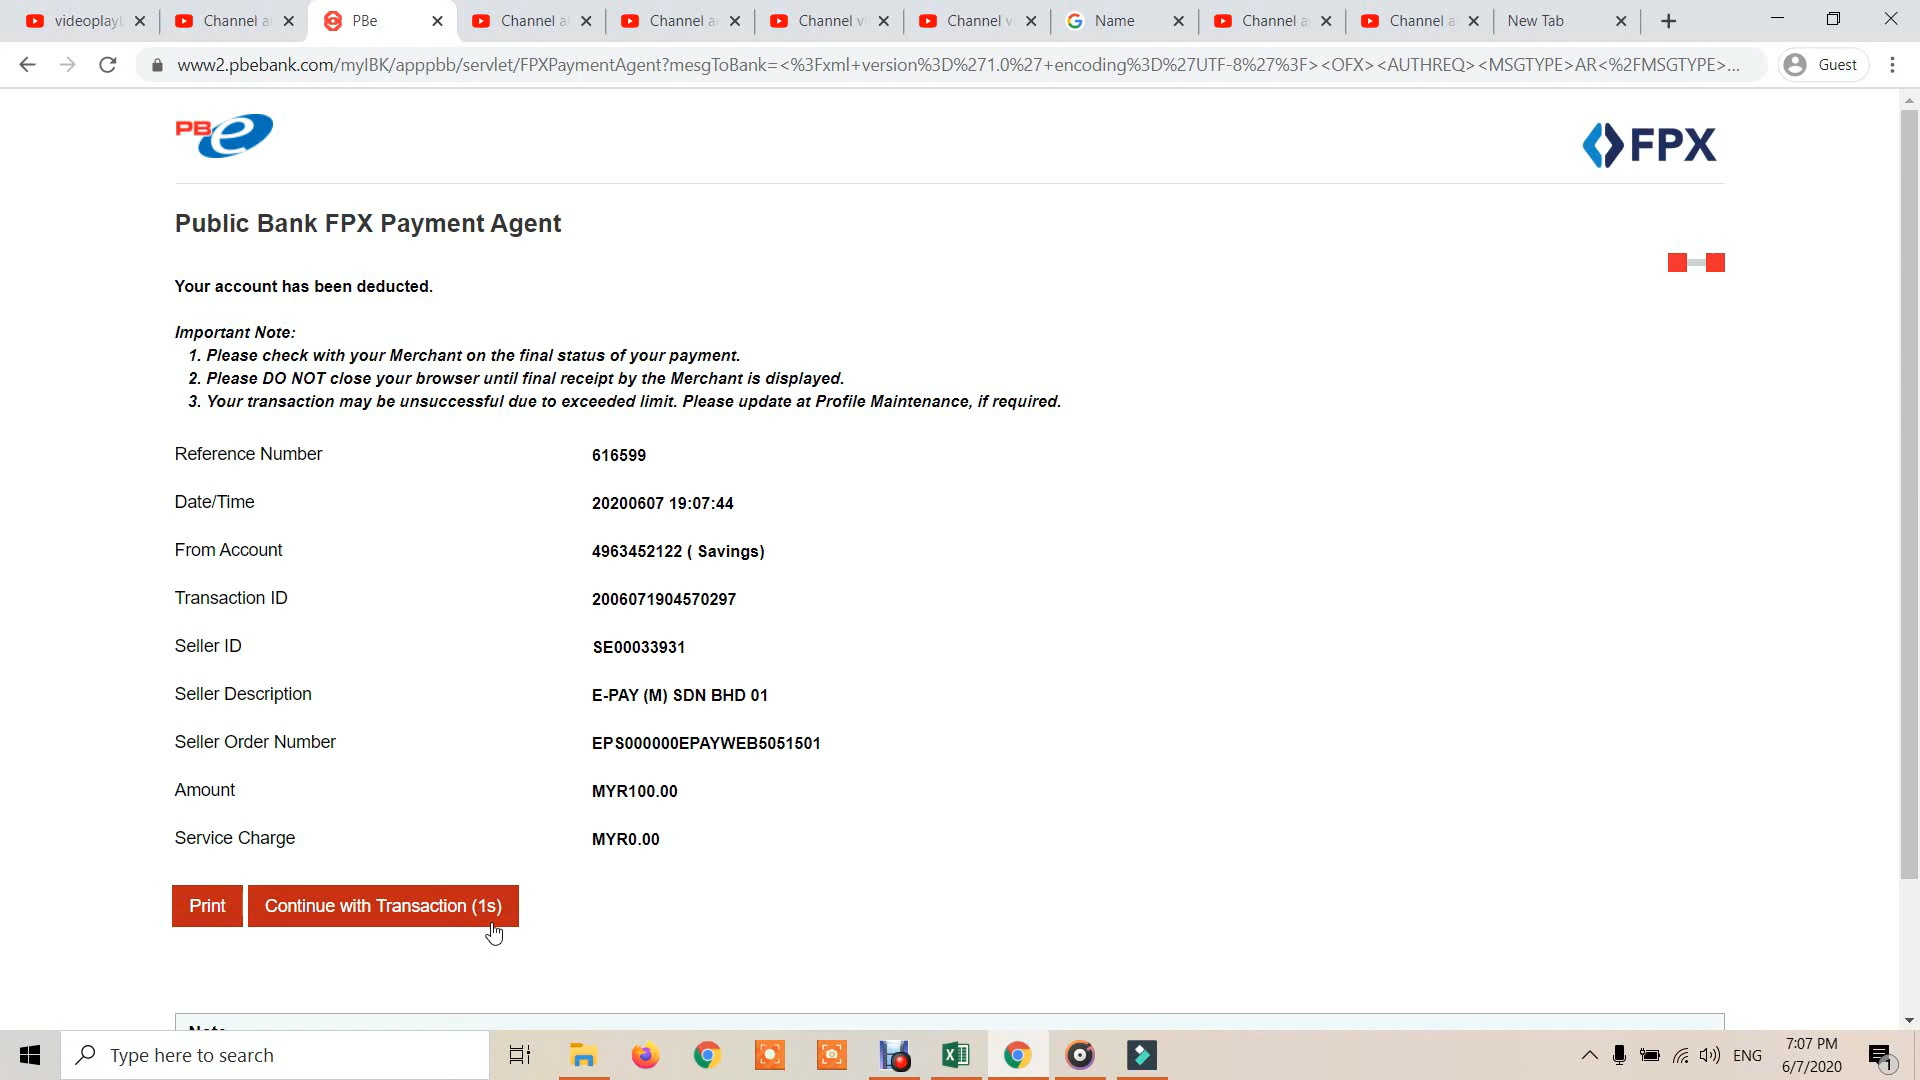 videoplay
Channel a
PBe
Channel a
Channel a
Channel v
Channel v
Name
Channel a
Channel a
New Tab
www2.pbebank.com/myIBK/apppbb/servlet/FPXPaymentAgent?mesgToBank=<%3Fxml+version%3D%271.0%27+encoding%3D%27UTF-8%27%3F><OFX><AUTHREQ><MSGTYPE>AR<%2FMSGTYPE>...
Guest
PBe
FPX
Public Bank FPX Payment Agent
Your account has been deducted.
Important Note:
1. Please check with your Merchant on the final status of your payment.
2. Please DO NOT close your browser until final receipt by the Merchant is displayed.
3. Your transaction may be unsuccessful due to exceeded limit. Please update at Profile Maintenance, if required.
Reference Number 616599
Date/Time 20200607 19:07:44
From Account 4963452122 ( Savings)
Transaction ID 2006071904570297
Seller ID SE00033931
Seller Description E-PAY (M) SDN BHD 01
Seller Order Number EPS000000EPAYWEB5051501
Amount MYR100.00
Service Charge MYR0.00
Print
Continue with Transaction (1s)
Note
Type here to search
ENG
7:07 PM
6/7/2020
1